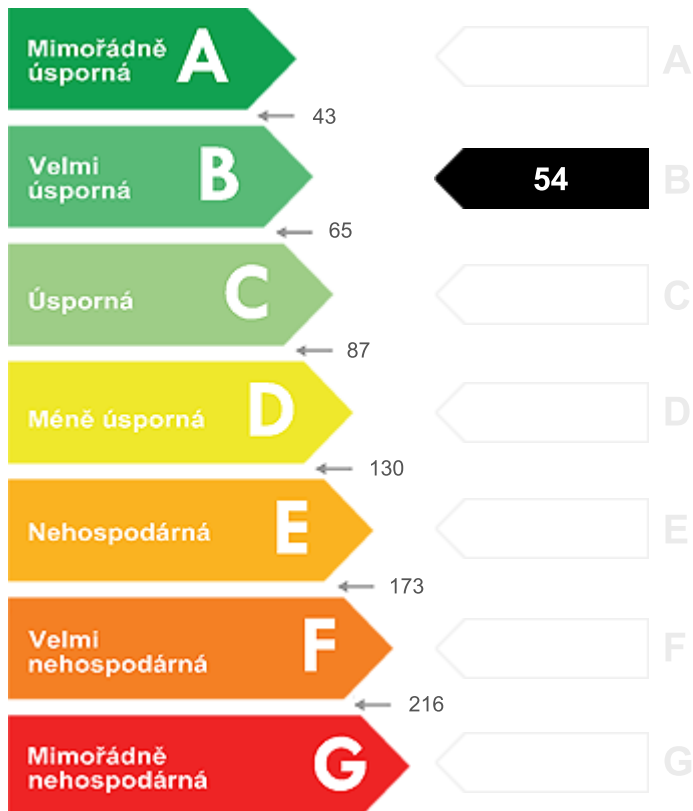 Mimořádně
úsporná
A
A
43
Velmi
úsporná
B
54
B
65
Úsporná
C
C
87
Méně úsporná
D
D
130
Nehospodárná
E
E
173
Velmi
nehospodárná
F
F
216
Mimořádně
nehospodárná
G
G